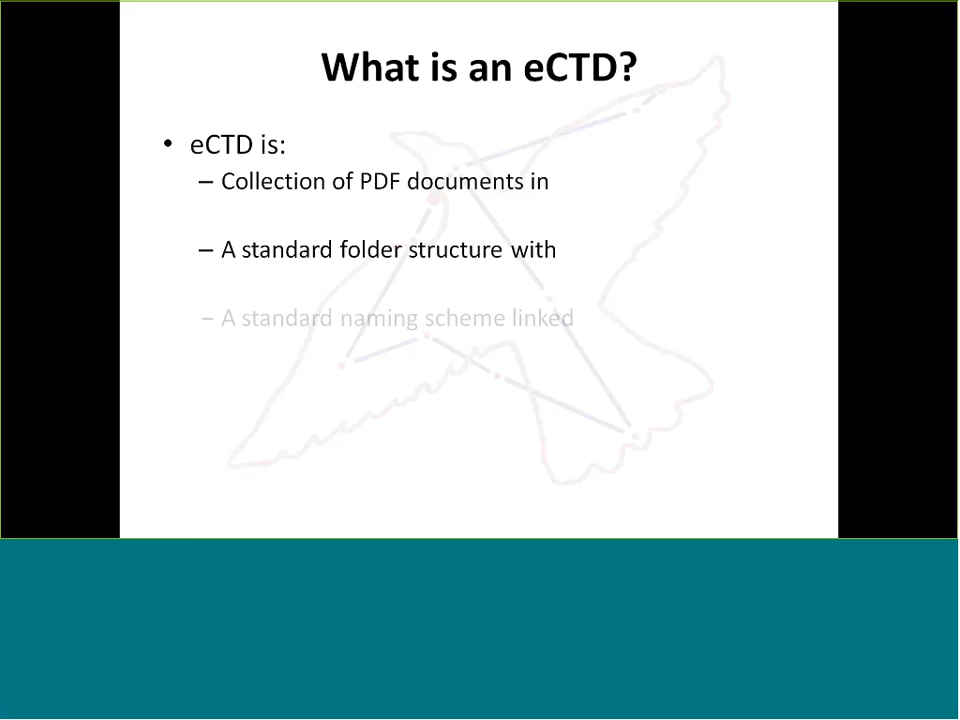 What is an eCTD?
• eCTD is:
– Collection of PDF documents in
– A standard folder structure with
– A standard naming scheme linked